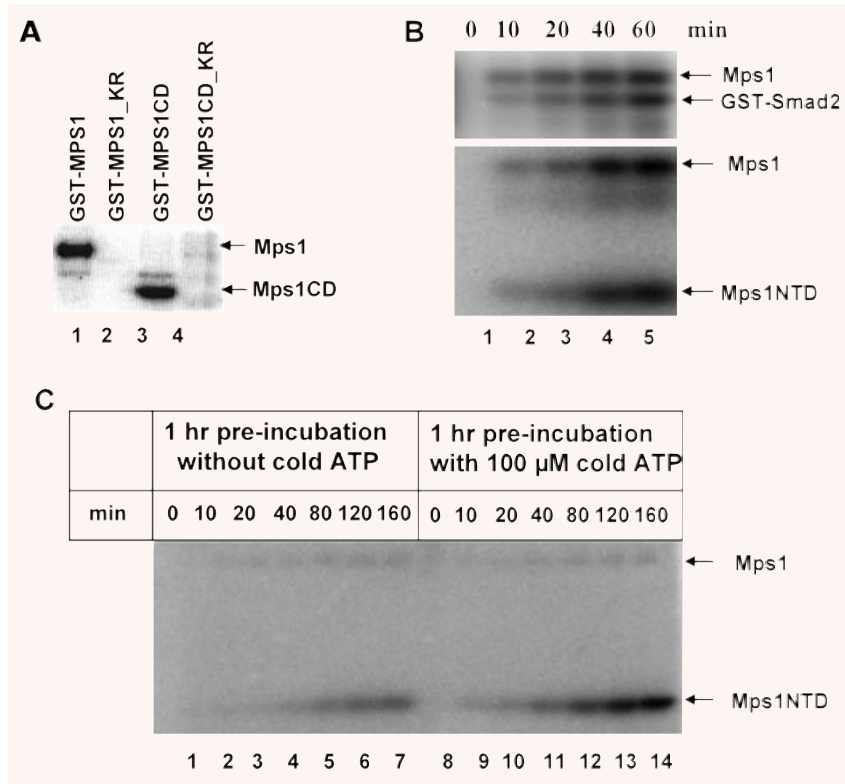 A
GST-MPS1
GST-MPS1_KR
GST-MPS1CD
GST-MPS1CD_KR
Mps1
Mps1CD
1 2 3 4
B
0 10 20 40 60 min
Mps1
GST-Smad2
Mps1
Mps1NTD
1 2 3 4 5
C
1 hr pre-incubation without cold ATP
1 hr pre-incubation with 100 µM cold ATP
min 0 10 20 40 80 120 160 0 10 20 40 80 120 160
Mps1
Mps1NTD
1 2 3 4 5 6 7 8 9 10 11 12 13 14